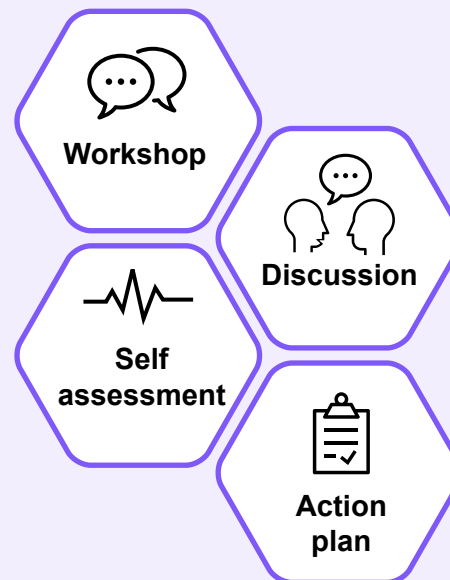 Workshop
Discussion
Self
assessment
Action
plan